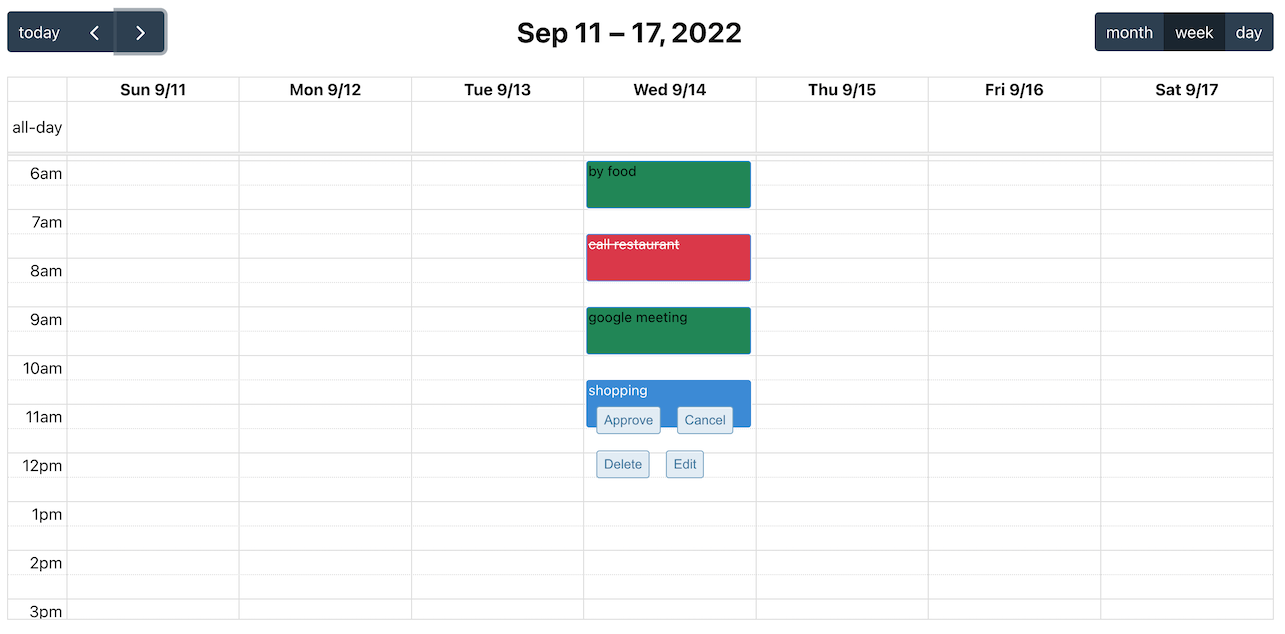 today
Sep 11 – 17, 2022
month week day
Sun 9/11 Mon 9/12 Tue 9/13 Wed 9/14 Thu 9/15 Fri 9/16 Sat 9/17
all-day
6am
by food
7am
call restaurant
8am
9am
google meeting
10am
shopping
11am
Approve Cancel
12pm
Delete Edit
1pm
2pm
3pm